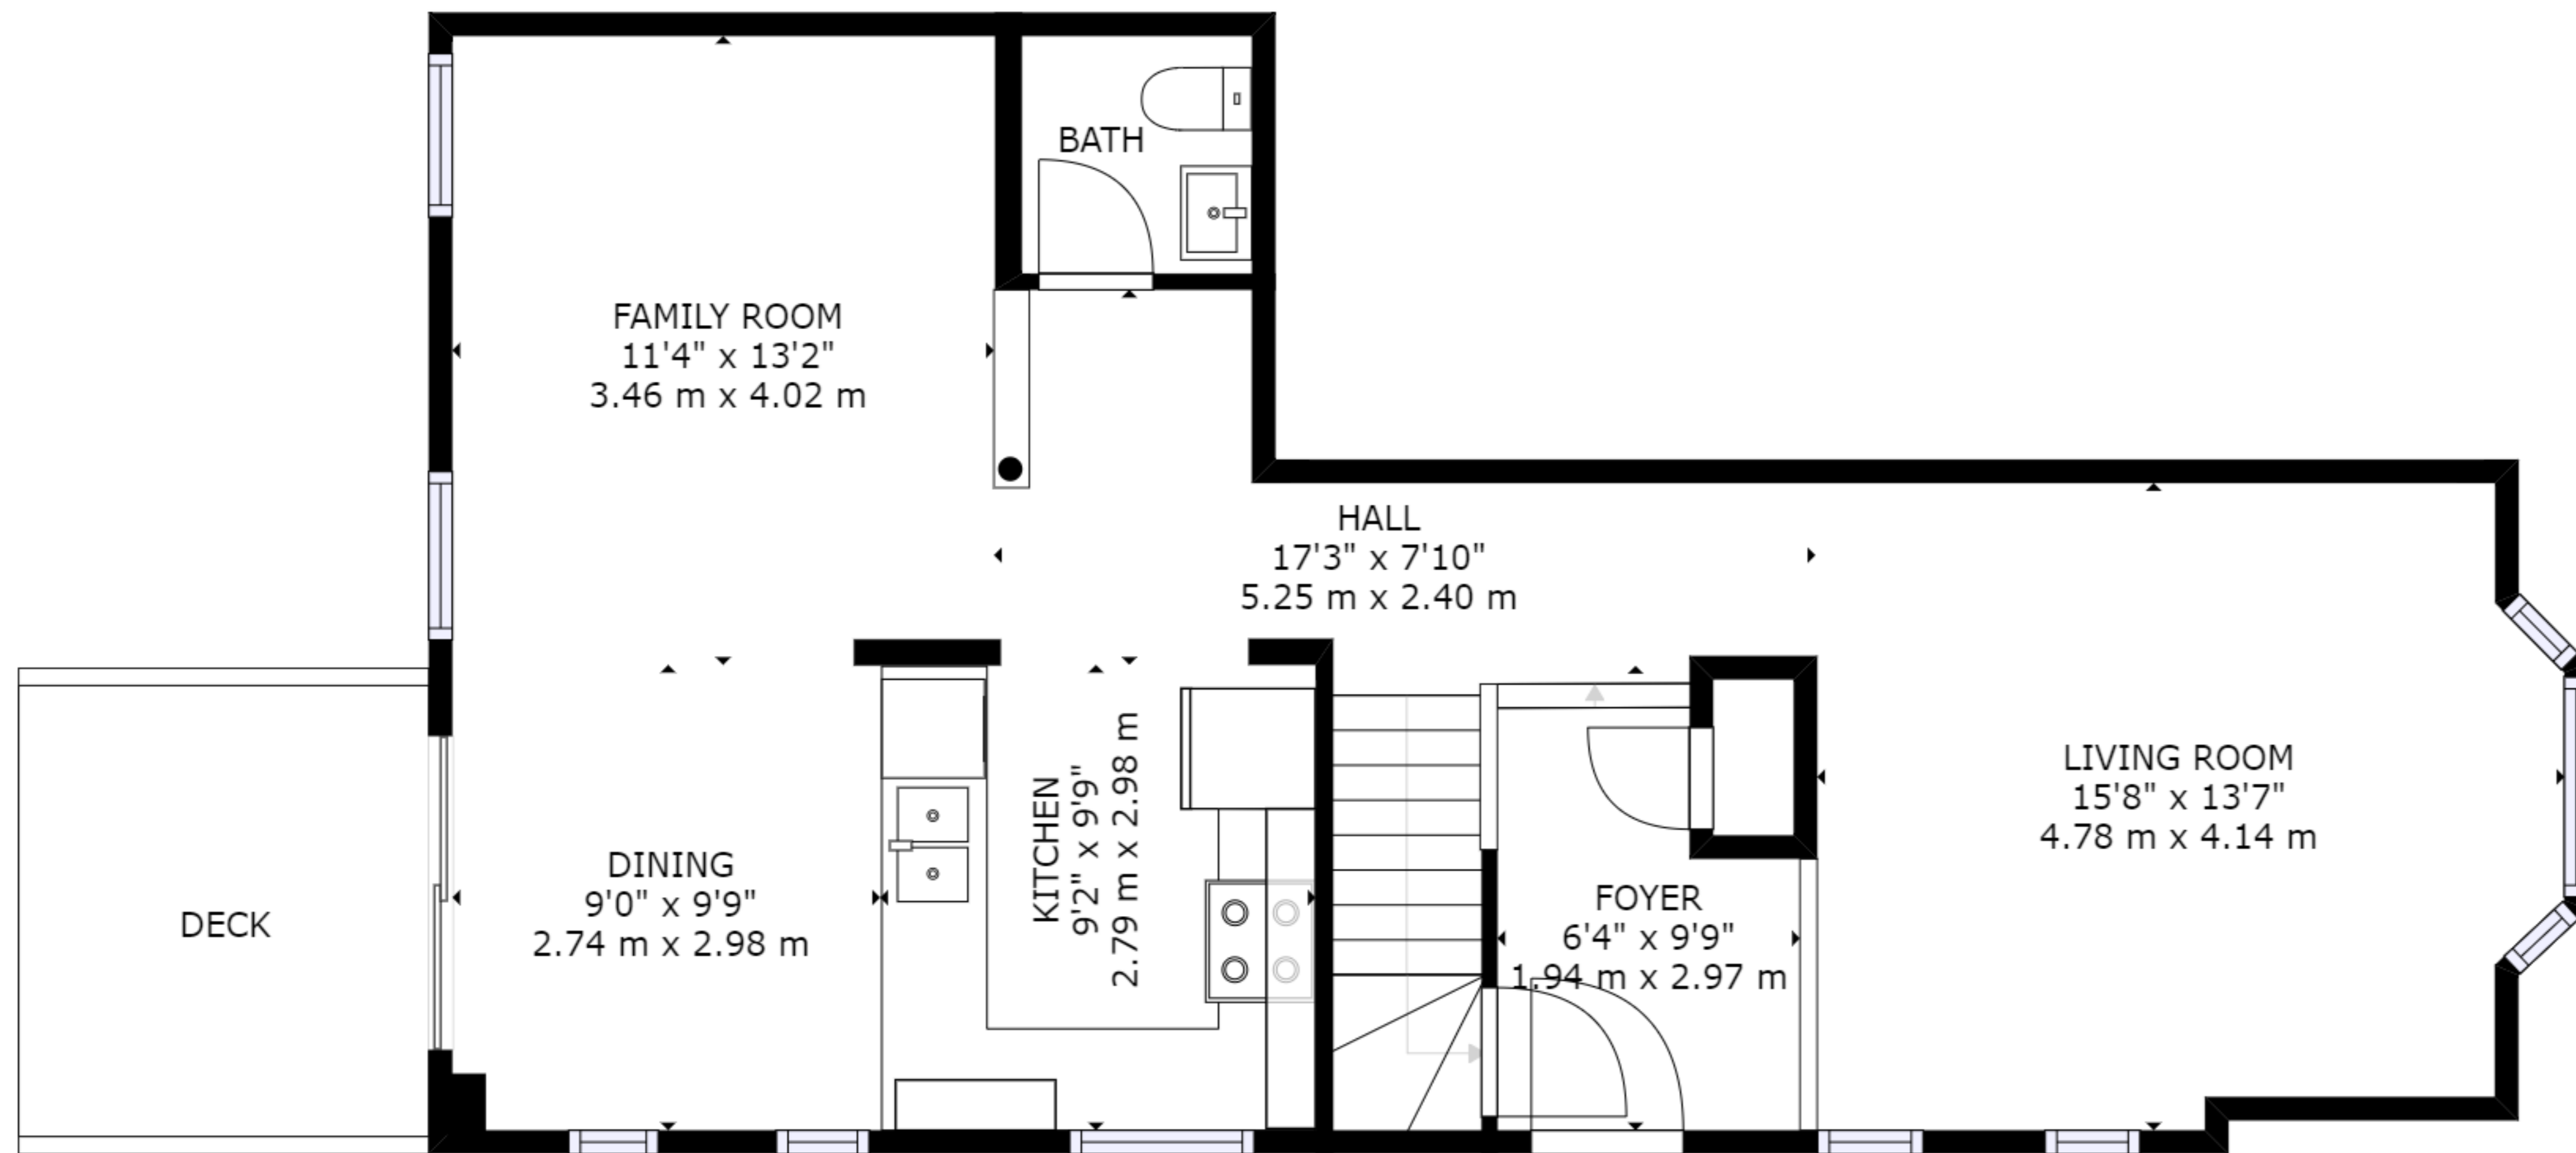 BATH
FAMILY ROOM
11'4" x 13'2"
3.46 m x 4.02 m
HALL
17'3" x 7'10"
5.25 m x 2.40 m
LIVING ROOM
15'8" x 13'7"
4.78 m x 4.14 m
KITCHEN
9'2" x 9'9"
2.79 m x 2.98 m
DINING
9'0" x 9'9"
2.74 m x 2.98 m
FOYER
6'4" x 9'9"
1.94 m x 2.97 m
DECK